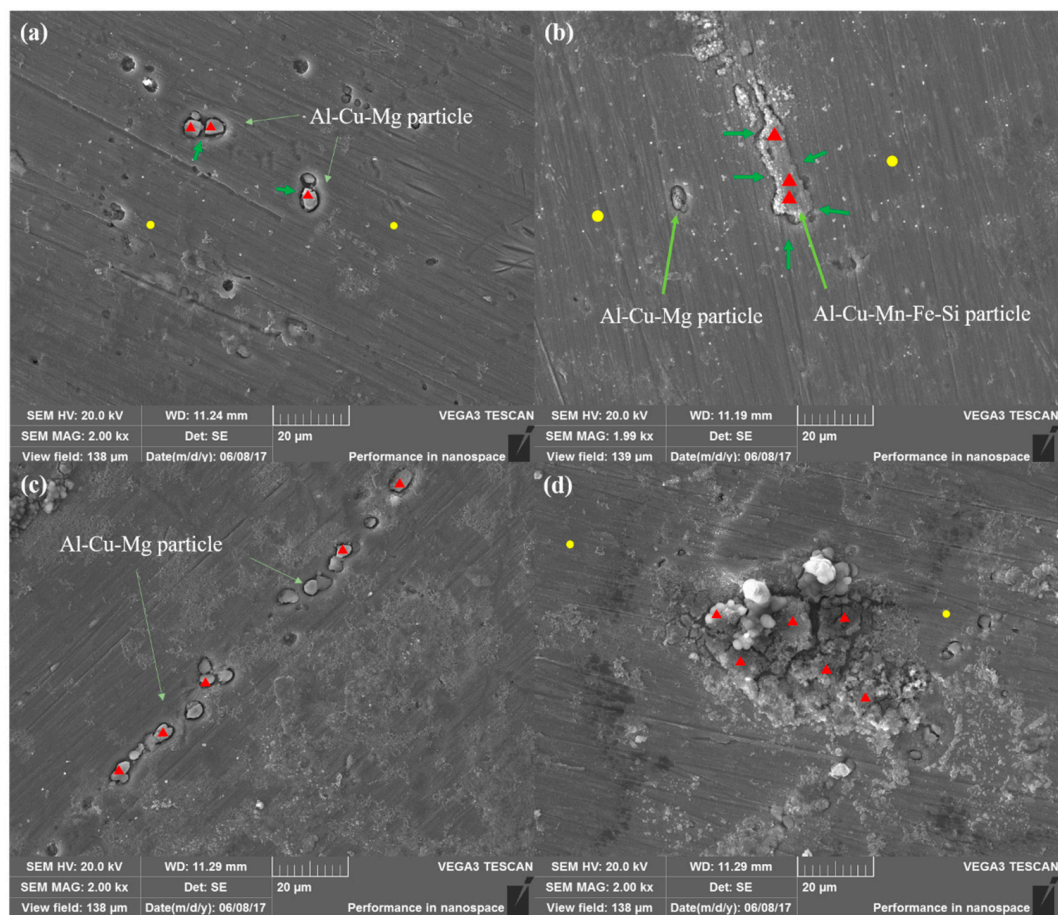 (a)
Al-Cu-Mg particle
SEM HV: 20.0 kV WD: 11.24 mm VEGA3 TESCAN
SEM MAG: 2.00 kx Det: SE 20 µm
View field: 138 µm Date(m/d/y): 06/08/17 Performance in nanospace
(b)
Al-Cu-Mg particle Al-Cu-Mn-Fe-Si particle
SEM HV: 20.0 kV WD: 11.19 mm VEGA3 TESCAN
SEM MAG: 1.99 kx Det: SE 20 µm
View field: 139 µm Date(m/d/y): 06/08/17 Performance in nanospace
(c)
Al-Cu-Mg particle
SEM HV: 20.0 kV WD: 11.29 mm VEGA3 TESCAN
SEM MAG: 2.00 kx Det: SE 20 µm
View field: 138 µm Date(m/d/y): 06/08/17 Performance in nanospace
(d)
SEM HV: 20.0 kV WD: 11.29 mm VEGA3 TESCAN
SEM MAG: 2.00 kx Det: SE 20 µm
View field: 138 µm Date(m/d/y): 06/08/17 Performance in nanospace